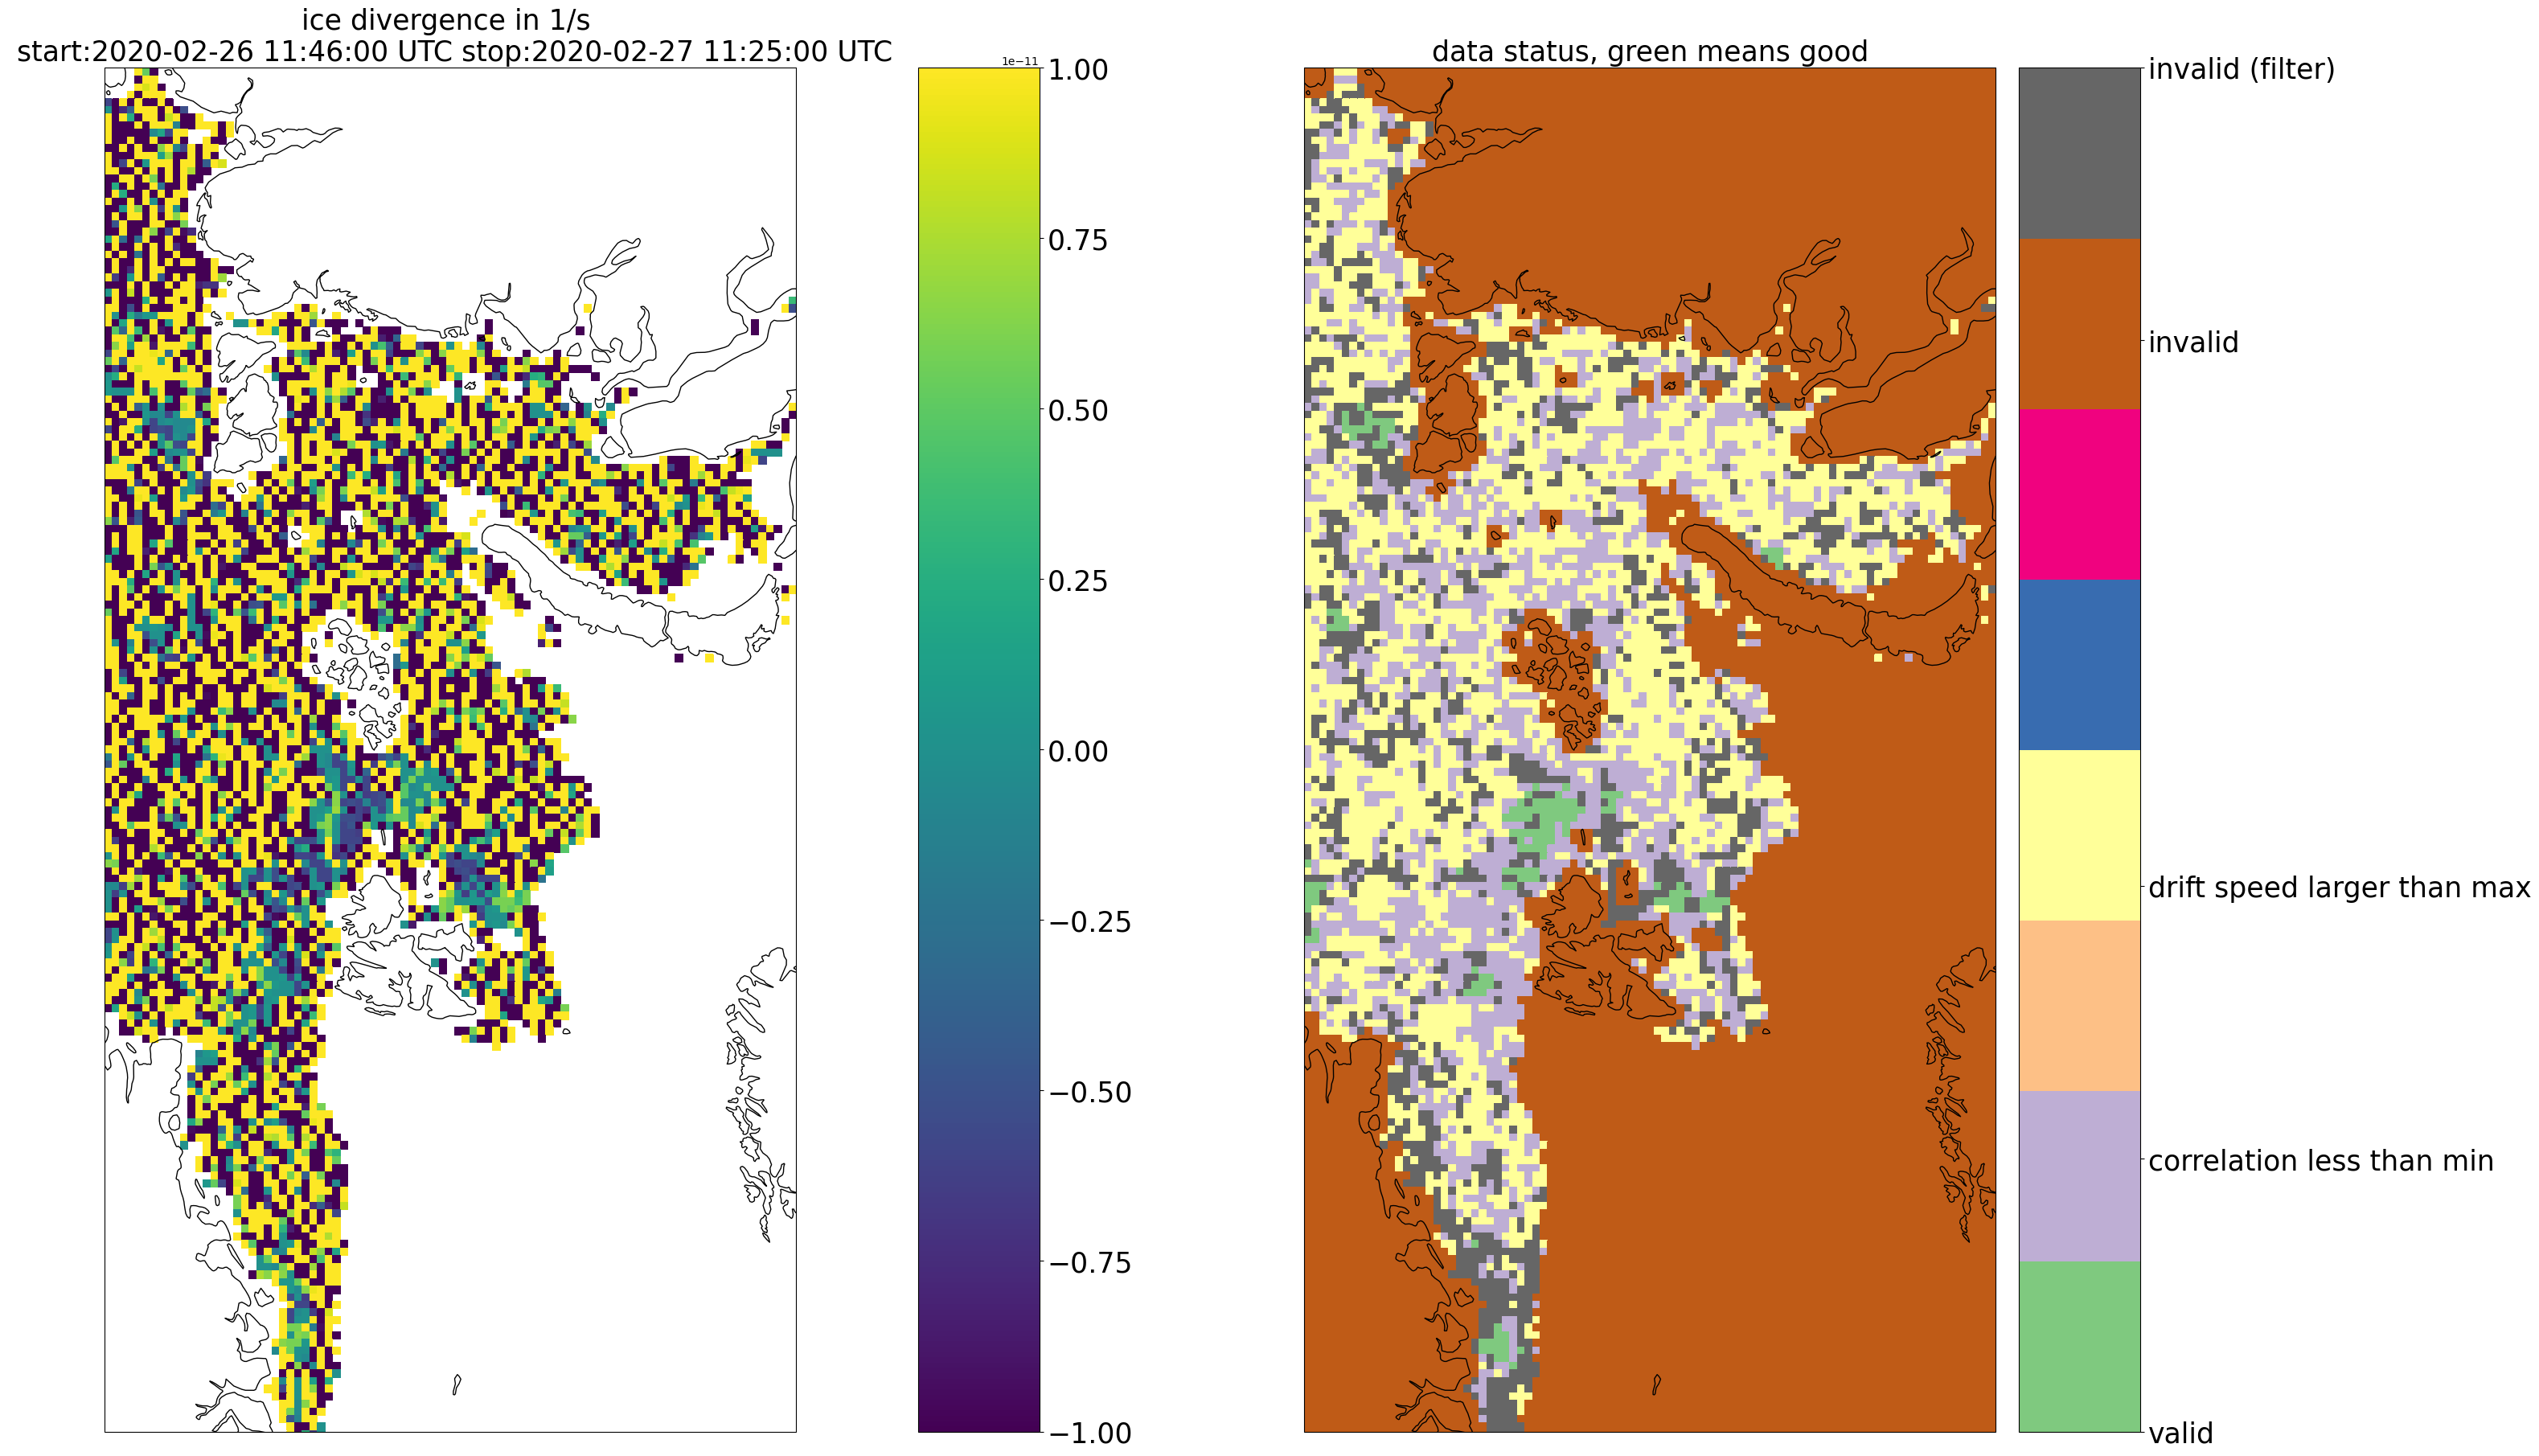 ice divergence in 1/s
start:2020-02-26 11:46:00 UTC stop:2020-02-27 11:25:00 UTC
1e−11
1.00
0.75
0.50
0.25
0.00
−0.25
−0.50
−0.75
−1.00
data status, green means good
invalid (filter)
invalid
drift speed larger than max
correlation less than min
valid